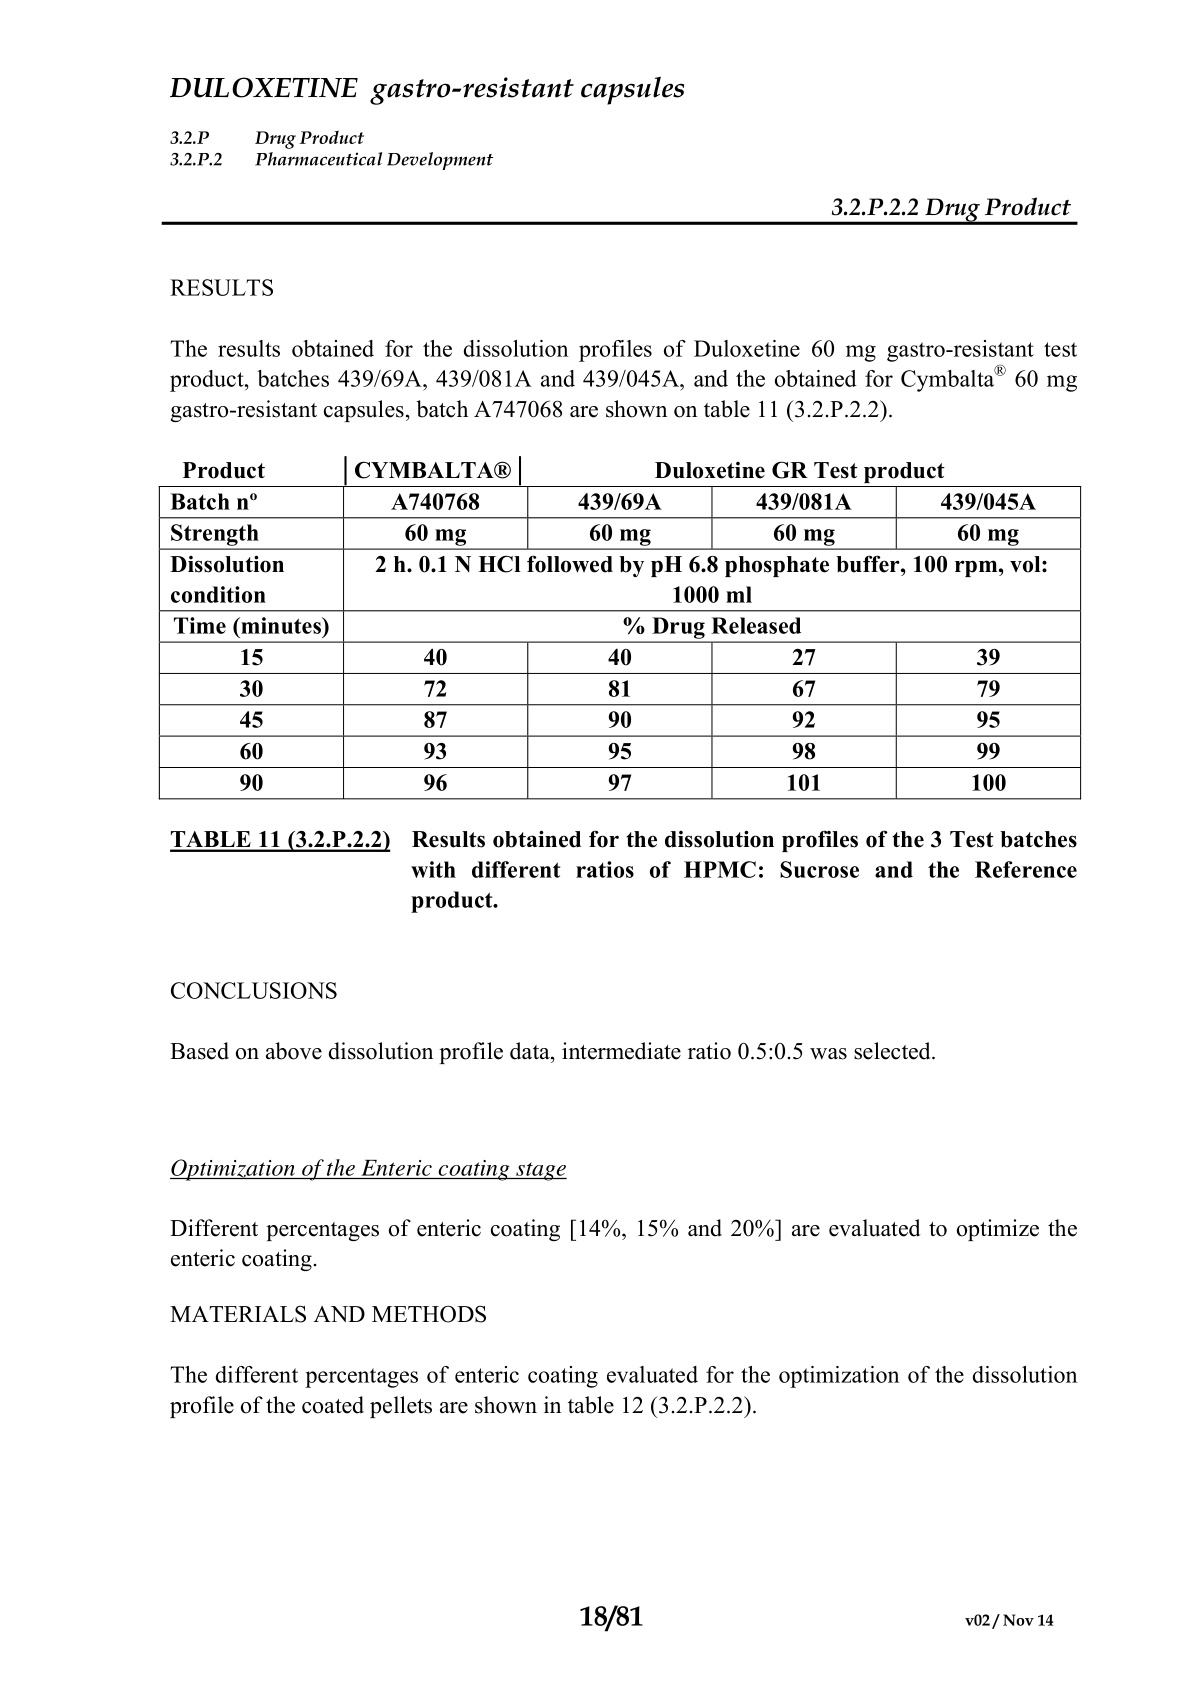 DULOXETINE gastro-resistant capsules
3.2.P Drug Product
3.2.P.2 Pharmaceutical Development
3.2.P.2.2 Drug Product
RESULTS
The results obtained for the dissolution profiles of Duloxetine 60 mg gastro-resistant test
product, batches 439/69A, 439/081A and 439/045A, and the obtained for Cymbalta® 60 mg
gastro-resistant capsules, batch A747068 are shown on table 11 (3.2.P.2.2).
Product CYMBALTA® Duloxetine GR Test product
Batch nº A740768 439/69A 439/081A 439/045A
Strength 60 mg 60 mg 60 mg 60 mg
Dissolution condition 2 h. 0.1 N HCl followed by pH 6.8 phosphate buffer, 100 rpm, vol:
1000 ml
Time (minutes) % Drug Released
15 40 40 27 39
30 72 81 67 79
45 87 90 92 95
60 93 95 98 99
90 96 97 101 100
TABLE 11 (3.2.P.2.2) Results obtained for the dissolution profiles of the 3 Test batches
with different ratios of HPMC: Sucrose and the Reference
product.
CONCLUSIONS
Based on above dissolution profile data, intermediate ratio 0.5:0.5 was selected.
Optimization of the Enteric coating stage
Different percentages of enteric coating [14%, 15% and 20%] are evaluated to optimize the
enteric coating.
MATERIALS AND METHODS
The different percentages of enteric coating evaluated for the optimization of the dissolution
profile of the coated pellets are shown in table 12 (3.2.P.2.2).
18/81
v02 / Nov 14